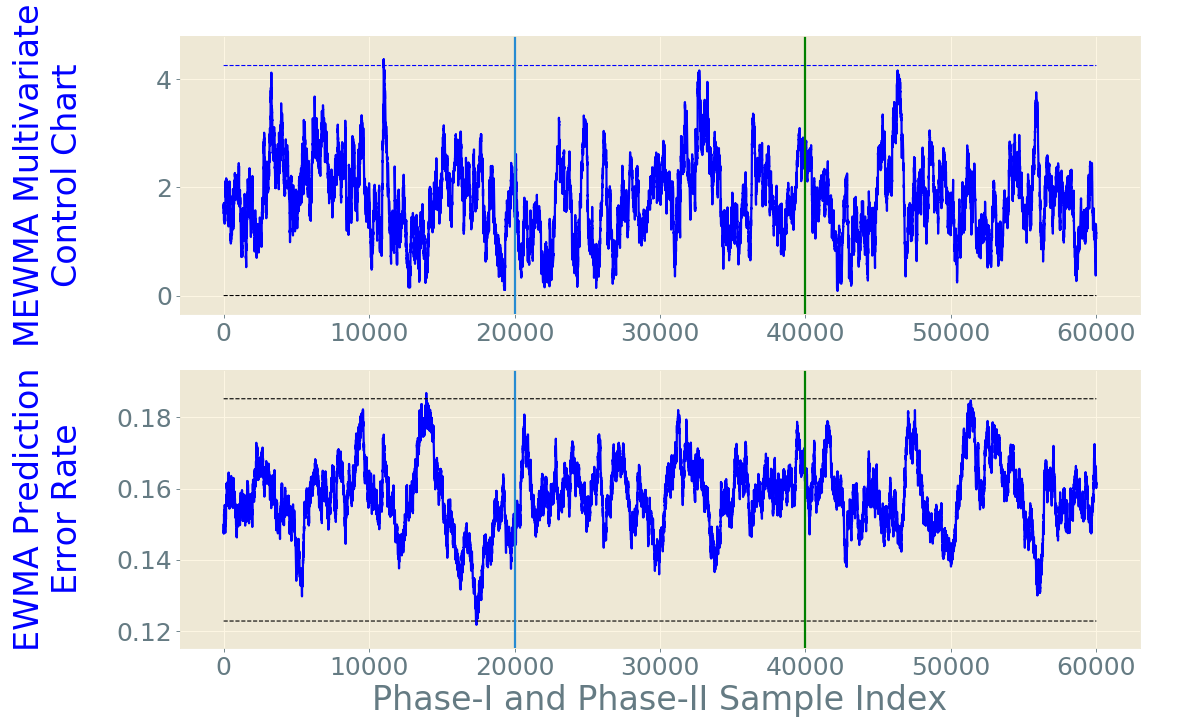 MEWMA Multivariate
Control Chart
4
2
0
0 10000 20000 30000 40000 50000 60000
EWMA Prediction
Error Rate
0.18
0.16
0.14
0.12
0 10000 20000 30000 40000 50000 60000
Phase-I and Phase-II Sample Index